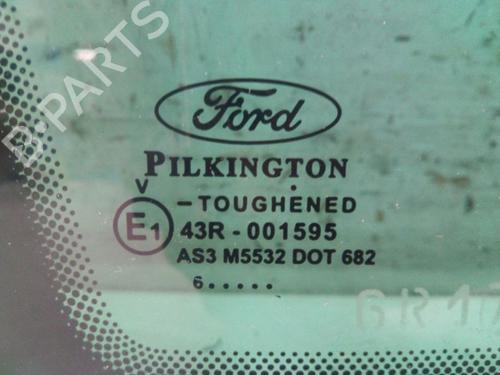 B-PARTS
Ford
PILKINGTON
V
-TOUGHENED
E1 43R-001595
AS3 M5532 DOT 682
6.....